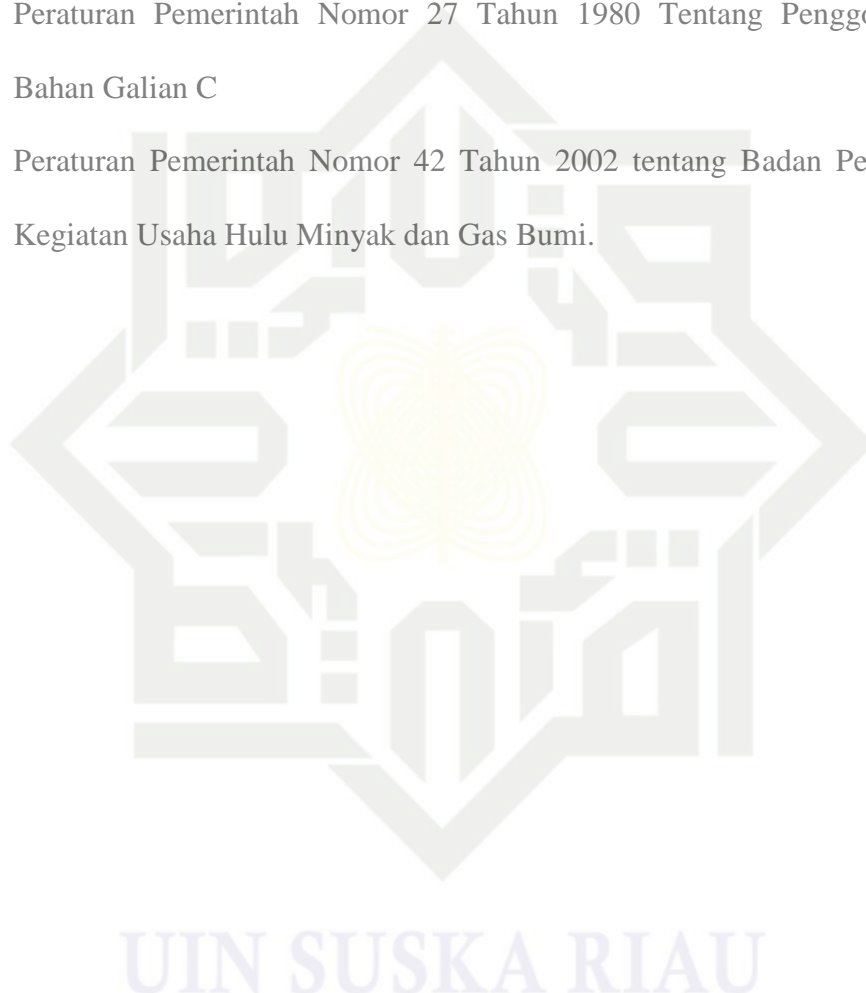 Peraturan Pemerintah Nomor 27 Tahun 1980 Tentang
Bahan Galian C
Peraturan Pemerintah Nomor 42 Tahun 2002 tentang Badan
Kegiatan Usaha Hulu Minyak dan Gas Bumi.
UIN SUSKA RIAU